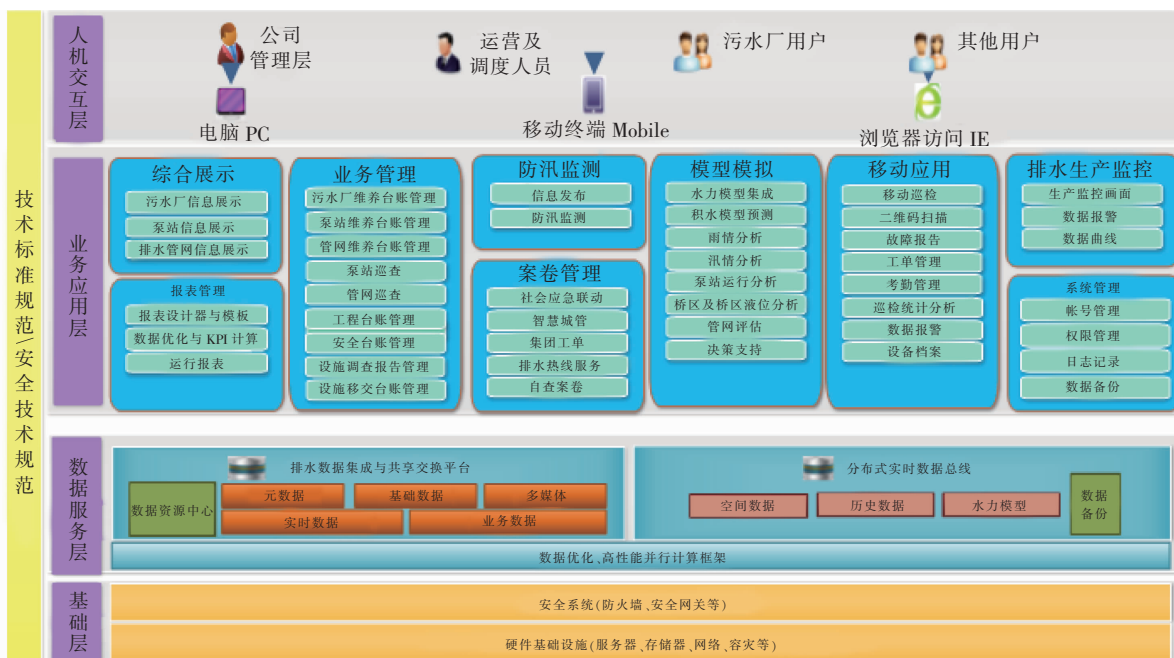 技术标准规范/安全技术规范
人机交互层
公司
管理层
运营及
调度人员
污水厂用户
其他用户
电脑 PC
移动终端 Mobile
浏览器访问 IE
业务应用层
综合展示
污水厂信息展示
泵站信息展示
排水管网信息展示
报表管理
报表设计器与模板
数据优化与 KPI 计算
运行报表
业务管理
污水厂维养台账管理
泵站维养台账管理
管网维养台账管理
泵站巡查
管网巡查
工程台账管理
安全台账管理
设施调查报告管理
设施移交台账管理
防汛监测
信息发布
防汛监测
案卷管理
社会应急联动
智慧城管
集团工单
排水热线服务
自查案卷
模型模拟
水力模型集成
积水模型预测
雨情分析
汛情分析
泵站运行分析
桥区及桥区液位分析
管网评估
决策支持
移动应用
移动巡检
二维码扫描
故障报告
工单管理
考勤管理
巡检统计分析
数据报警
设备档案
排水生产监控
生产监控画面
数据报警
数据曲线
系统管理
帐号管理
权限管理
日志记录
数据备份
数据服务层
排水数据集成与共享交换平台
数据资源中心
元数据
基础数据
多媒体
实时数据
业务数据
分布式实时数据总线
空间数据
历史数据
水力模型
数据
备份
数据优化、高性能并行计算框架
基础层
安全系统(防火墙、安全网关等)
硬件基础设施(服务器、存储器、网络、容灾等)